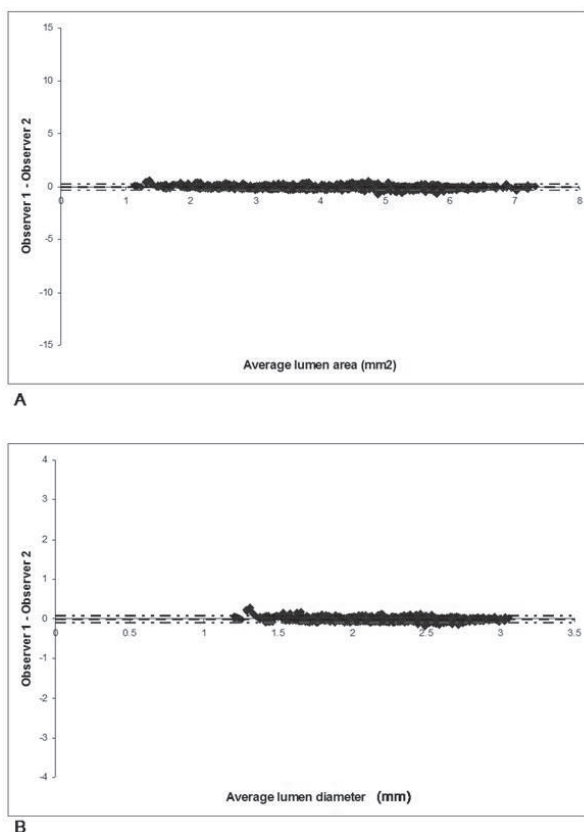 15
10
5
0
0 1 2 3 4 5 6 7 8
-5
-10
-15
Observer 1 - Observer 2
Average lumen area (mm2)
A
4
3
2
1
0
0 0.5 1 1.5 2 2.5 3 3.5
-1
-2
-3
-4
Observer 1 - Observer 2
Average lumen diameter (mm)
B